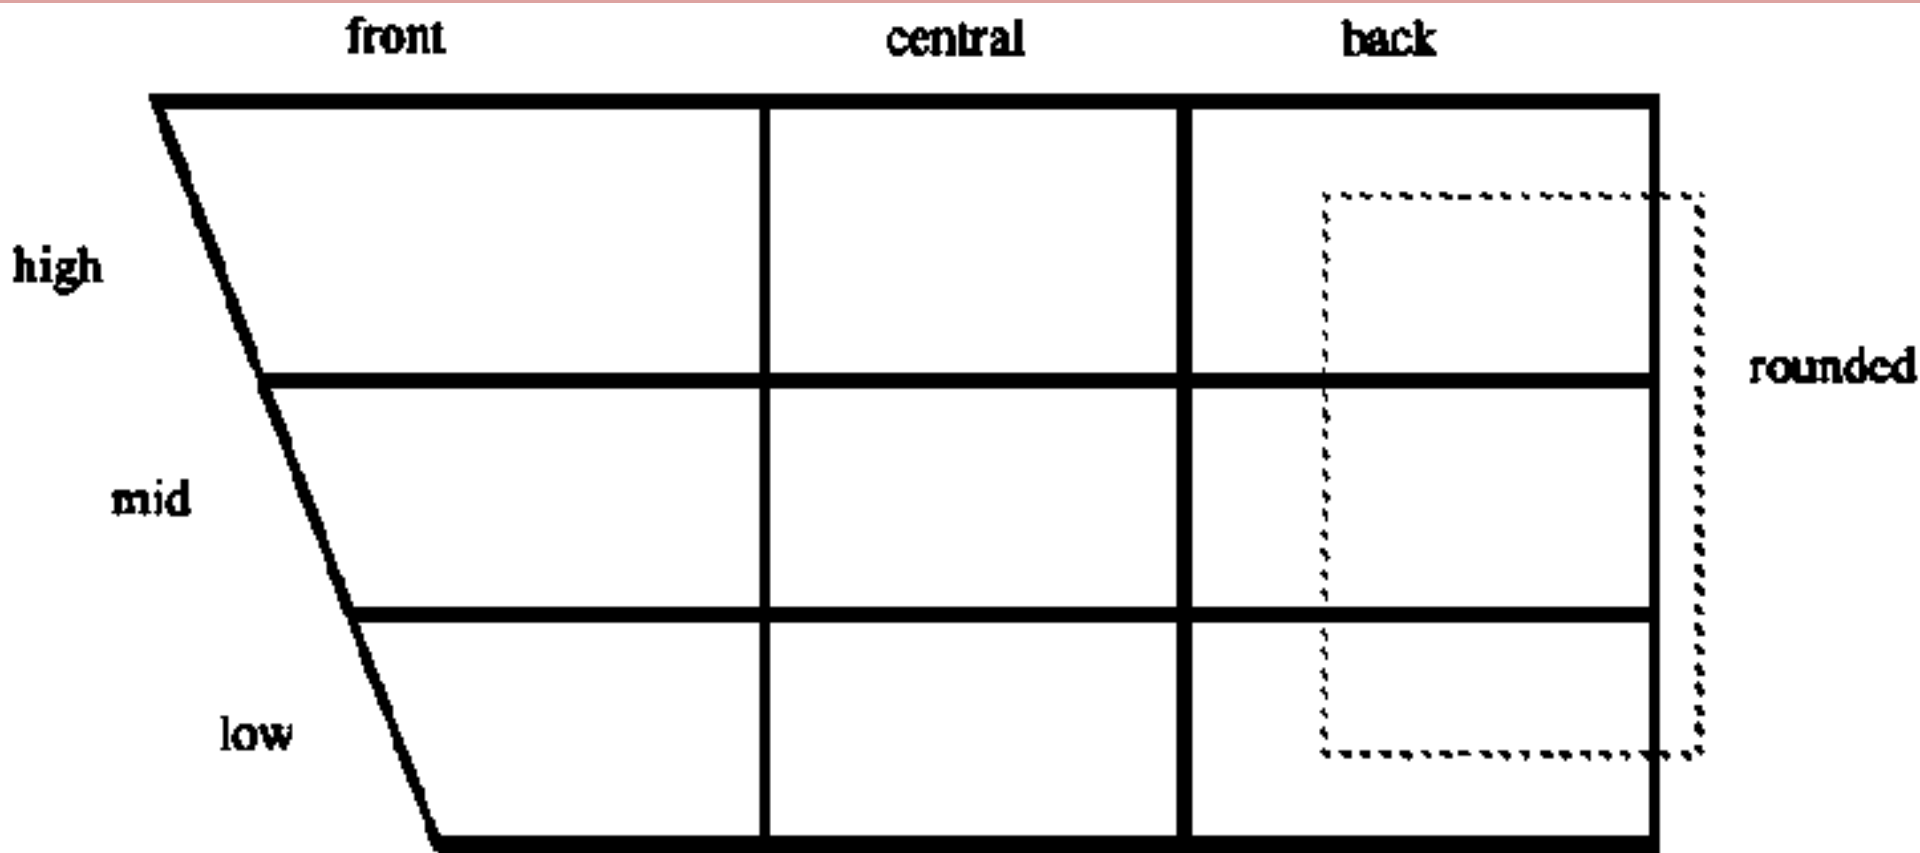 front central back
high
rounded
mid
low